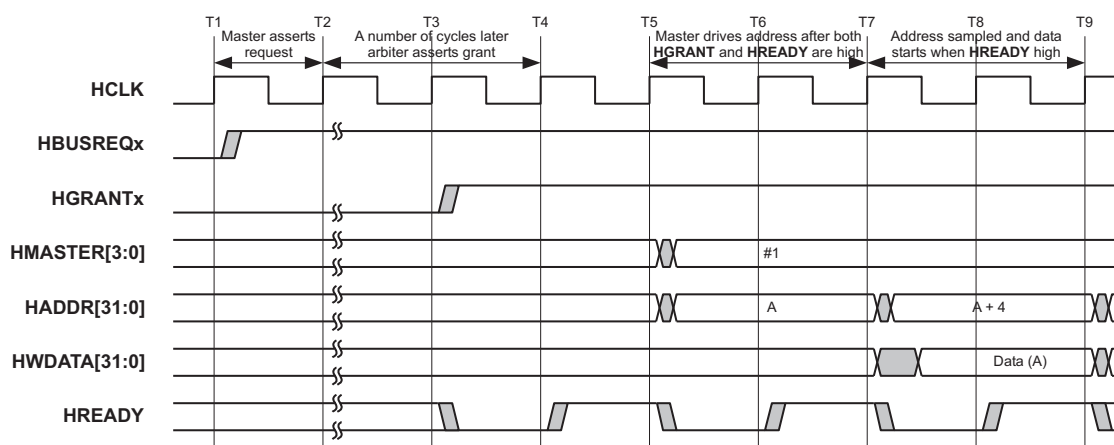 T1 T2 T3 T4 T5 T6 T7 T8 T9
Master asserts
request
A number of cycles later
arbiter asserts grant
Master drives address after both
HGRANT and HREADY are high
Address sampled and data
starts when HREADY high
HCLK
HBUSREQx
HGRANTx
HMASTER[3:0] #1
HADDR[31:0] A A + 4
HWDATA[31:0] Data (A)
HREADY